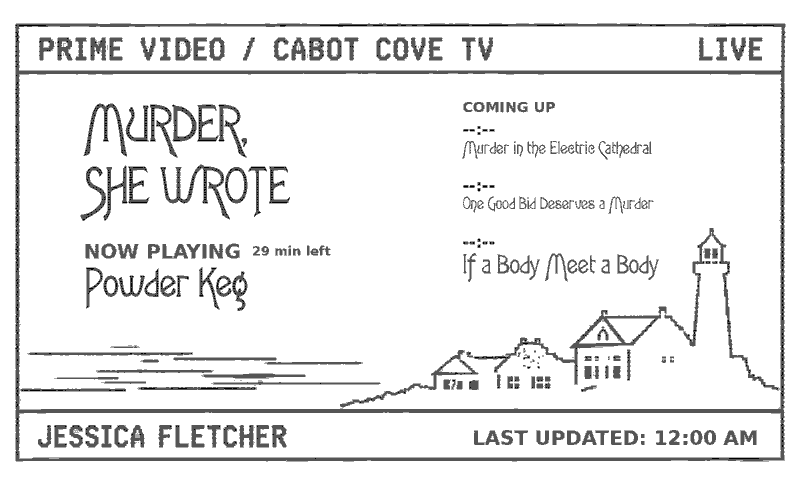 PRIME VIDEO / CABOT COVE TV
LIVE
MURDER,
SHE WROTE
NOW PLAYING 29 min left
Powder Keg
COMING UP
--:--
Murder in the Electric Cathedral
--:--
One Good Bid Deserves a Murder
--:--
If a Body Meet a Body
JESSICA FLETCHER
LAST UPDATED: 12:00 AM